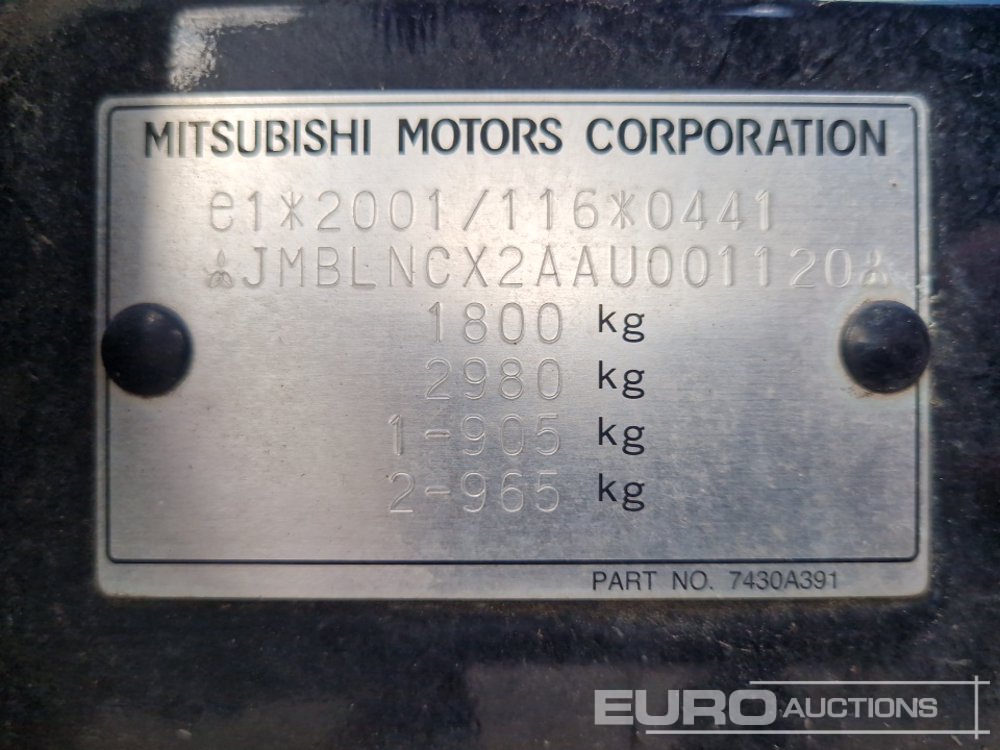 MITSUBISHI MOTORS CORPORATION
e1*2001/116*0441
JMBLNCX2AAU001120
1800 kg
2980 kg
1-905 kg
2-965 kg
PART NO. 7430A391
EURO AUCTIONS